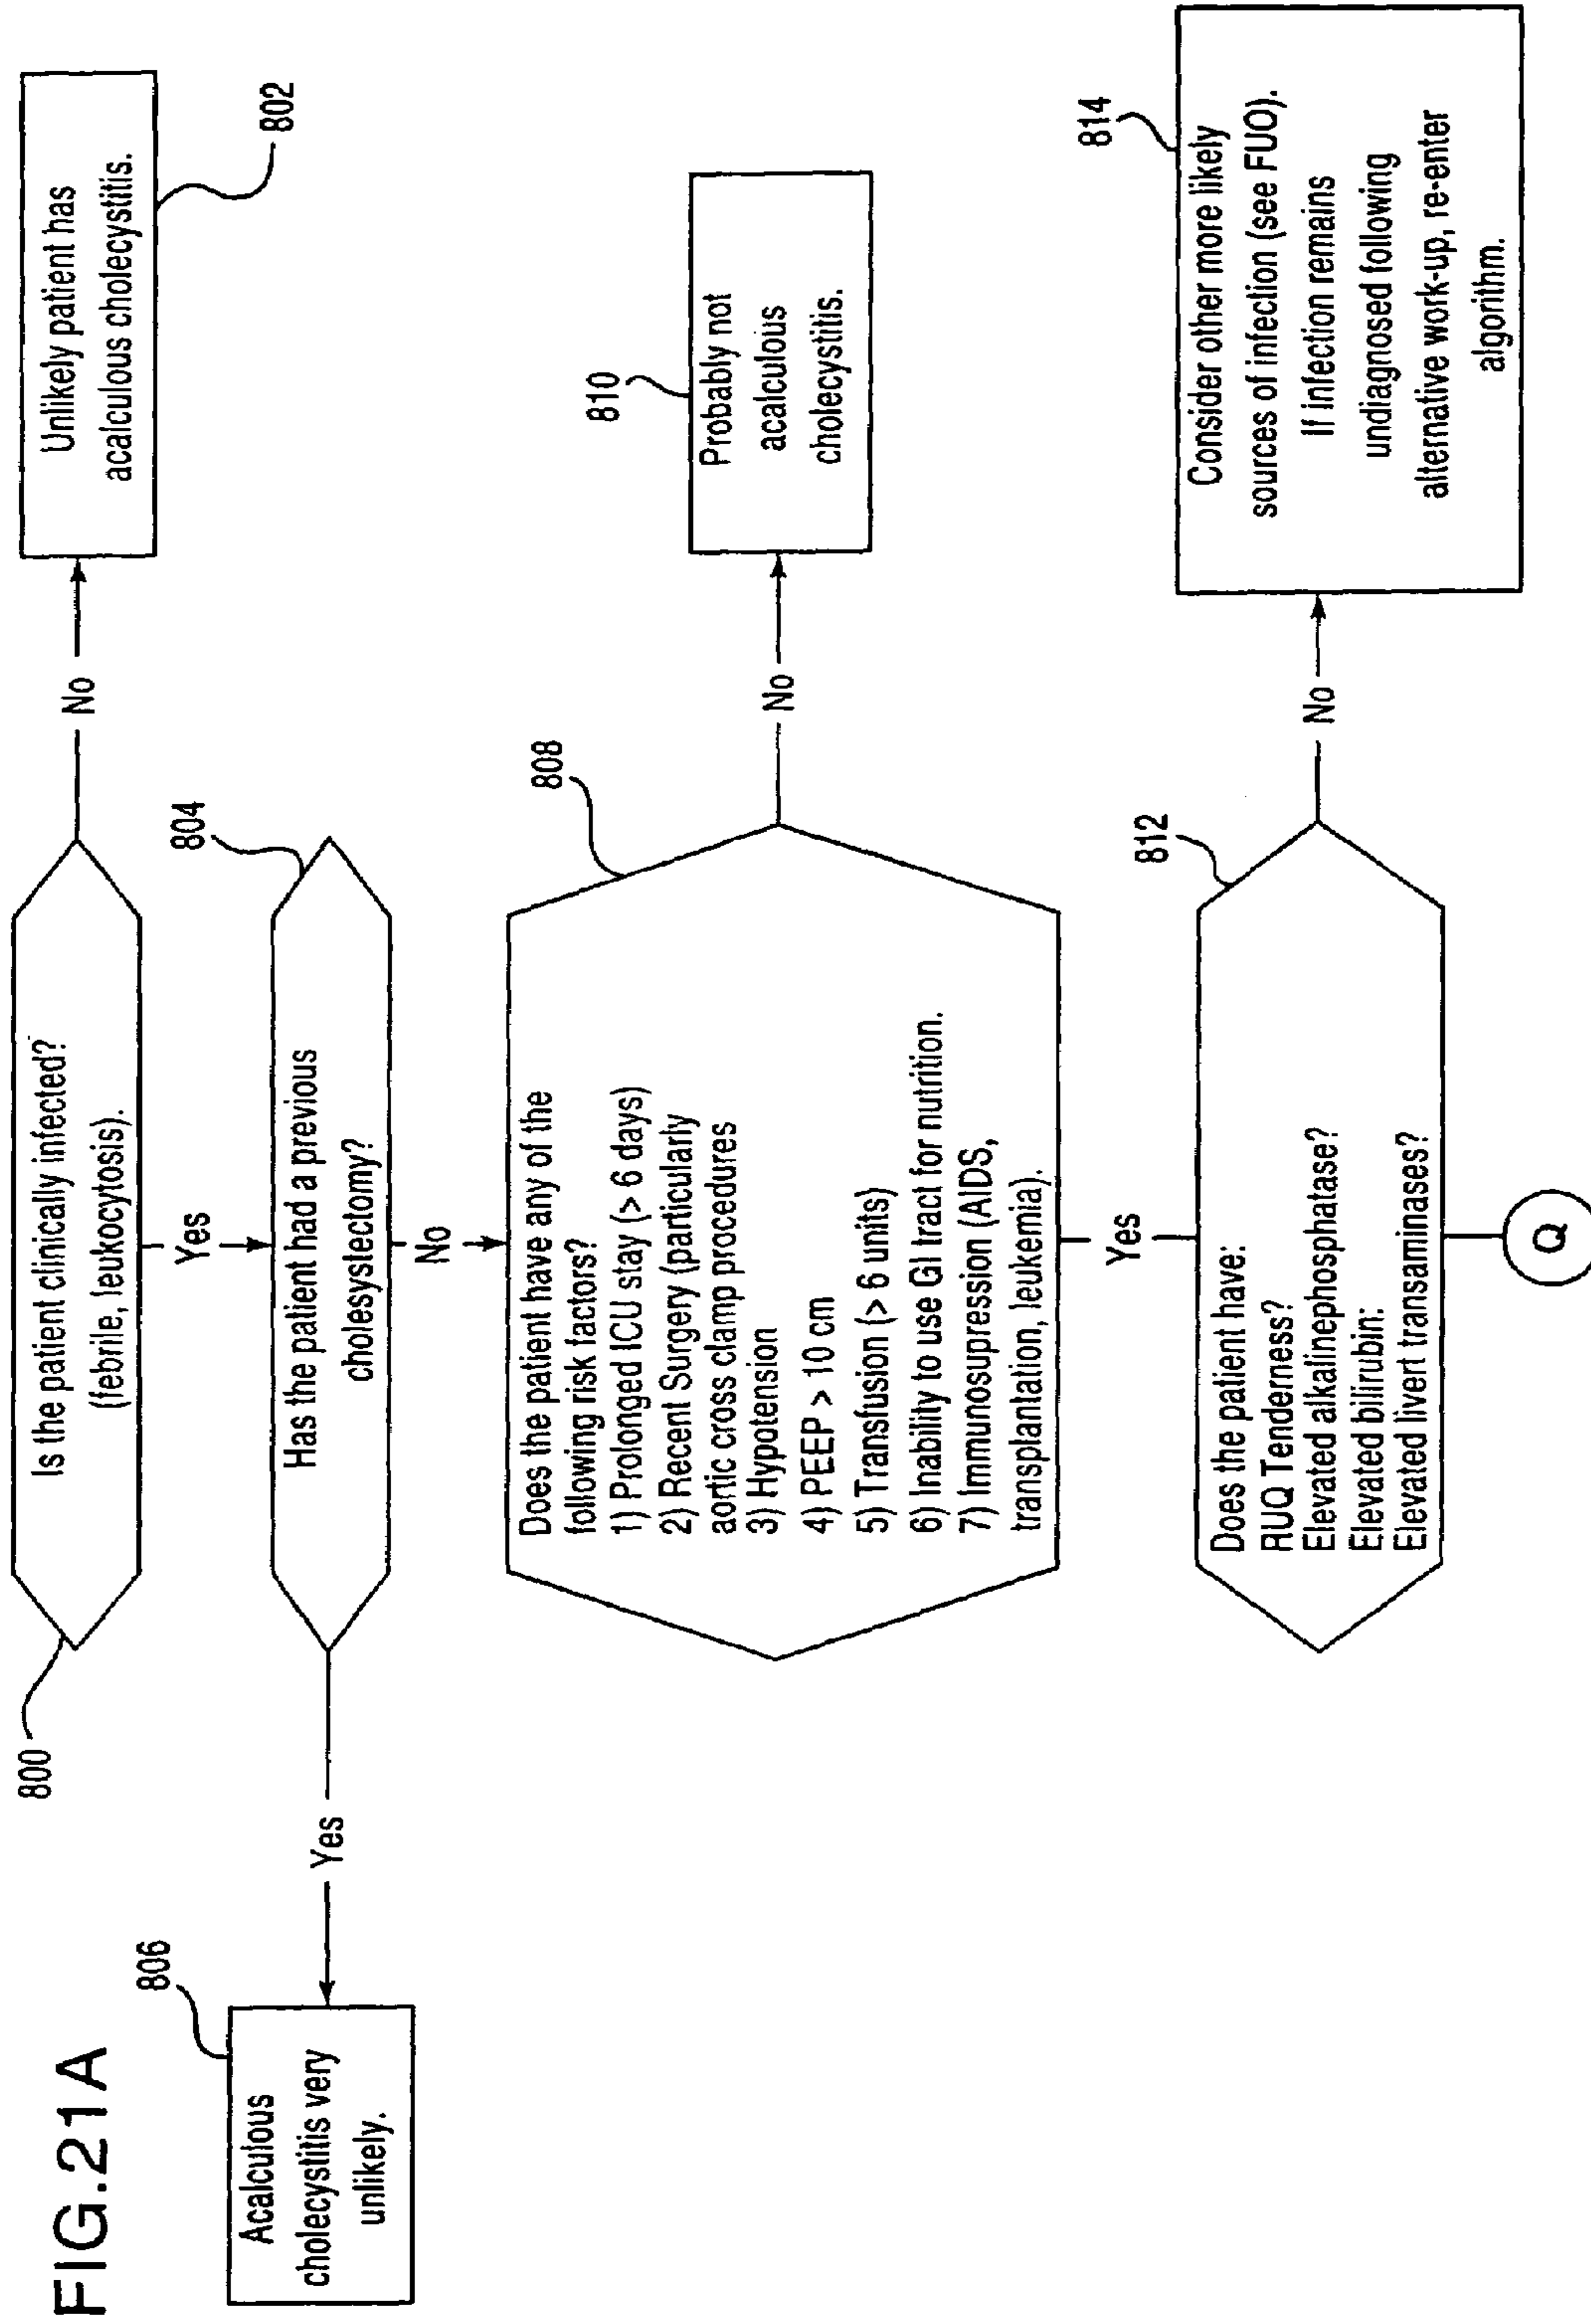 FIG.21A
800
Is the patient clinically infected?
(febrile, leukocytosis).
No
Unlikely patient has
acalculous cholecystitis.
802
Yes
804
Has the patient had a previous
cholesystectomy?
Yes
806
Acalculous
cholecystitis very
unlikely.
No
808
Does the patient have any of the
following risk factors?
1) Prolonged ICU stay (> 6 days)
2) Recent Surgery (particularly
aortic cross clamp procedures
3) Hypotension
4) PEEP > 10 cm
5) Transfusion (> 6 units)
6) Inability to use GI tract for nutrition.
7) Immunosupression (AIDS,
transplantation, leukemia).
No
810
Probably not
acalculous
cholecystitis.
Yes
812
Does the patient have:
RUQ Tenderness?
Elevated alkalinephosphatase?
Elevated bilirubin:
Elevated livert transaminases?
No
814
Consider other more likely
sources of infection (see FUO).
If infection remains
undiagnosed following
alternative work-up, re-enter
algorithm.
Q